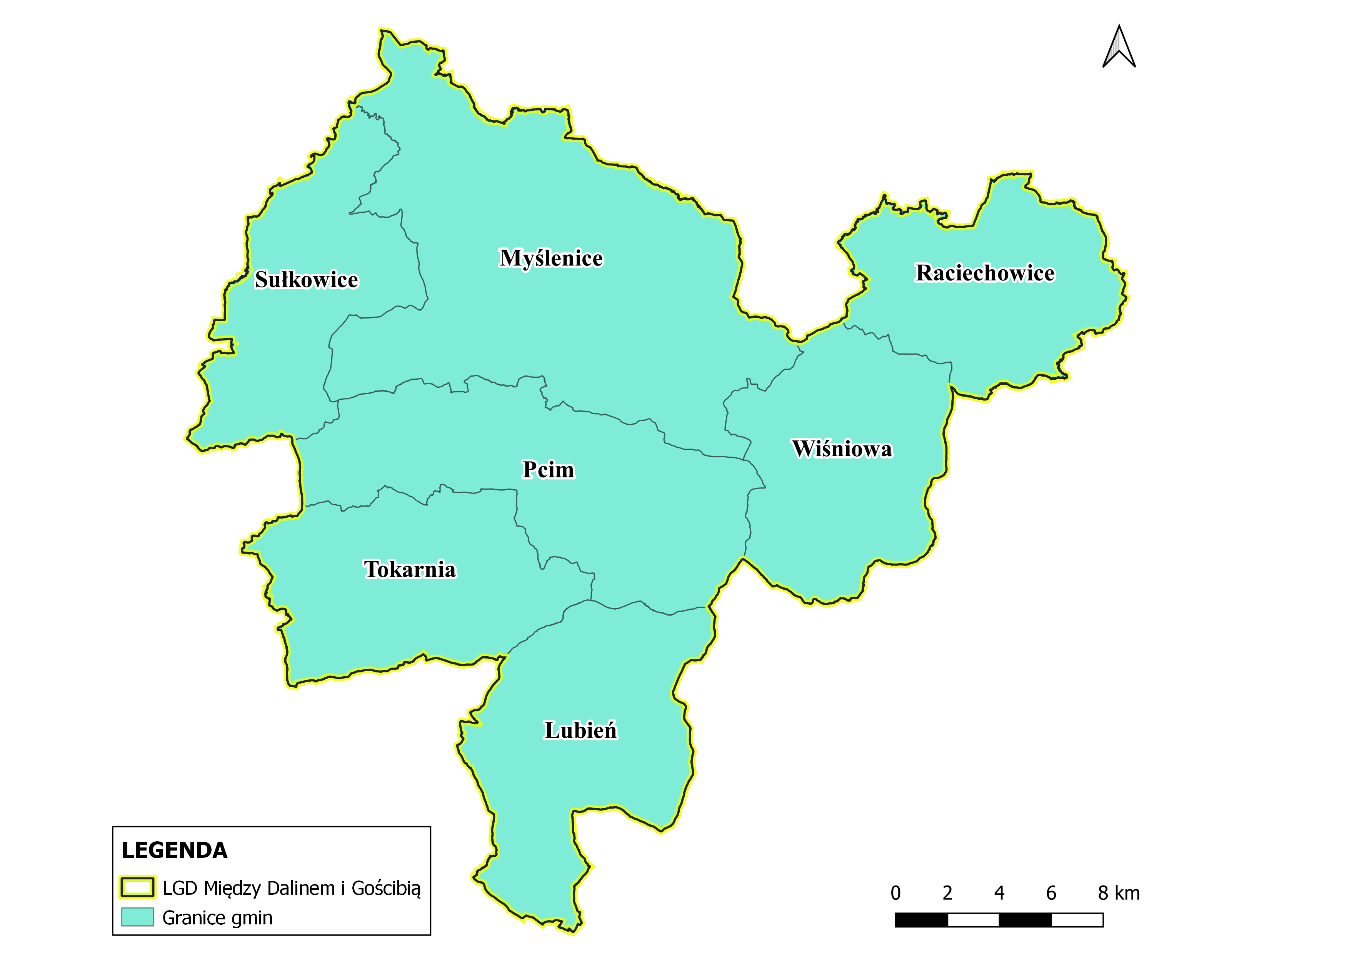 Myślenice
Raciechowice
Sułkowice
Wiśniowa
Pcim
Tokarnia
Lubień
LEGENDA
LGD Między Dalinem i Gościbią
Granice gmin
0 2 4 6 8 km